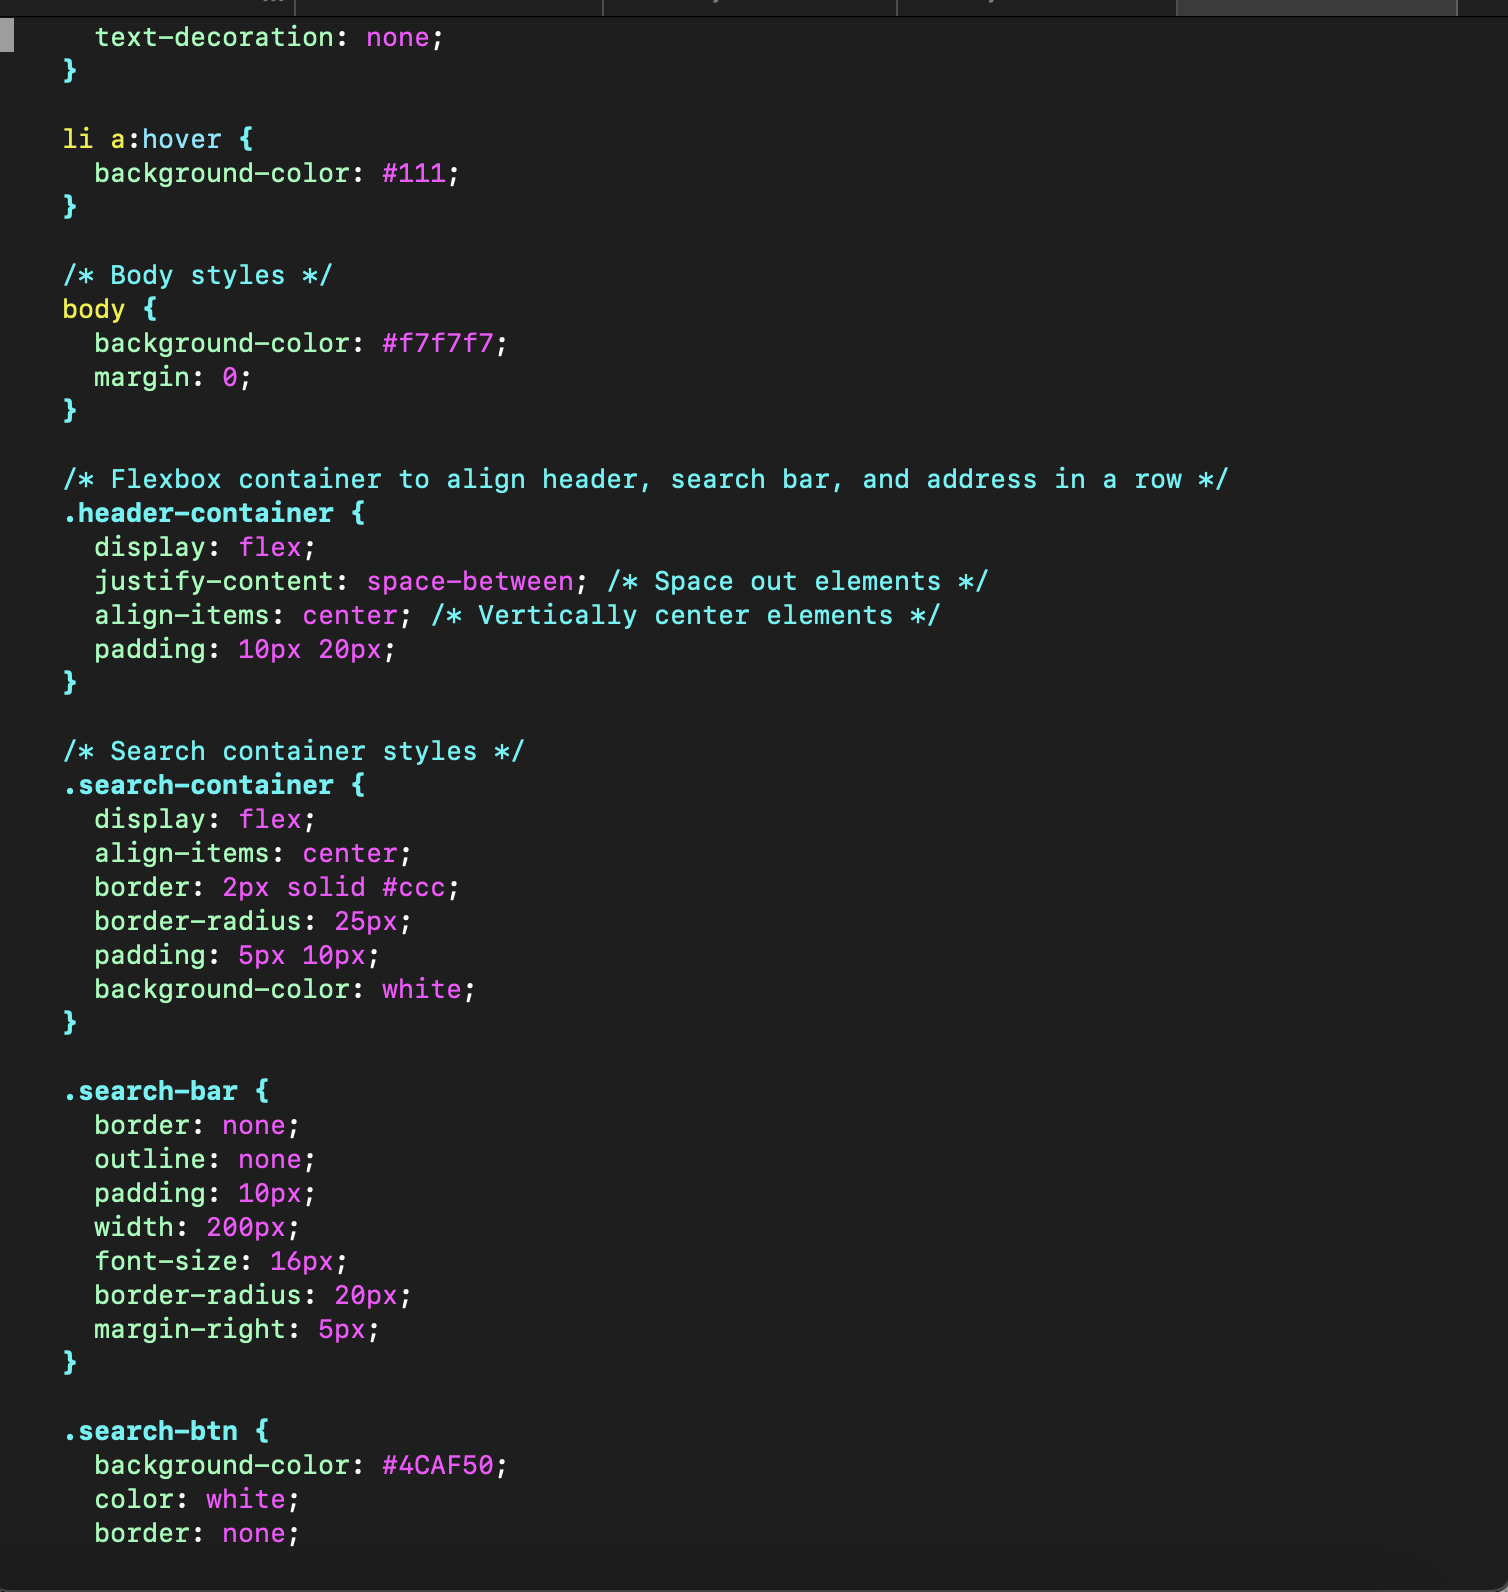 text-decoration: none;
}

li a:hover {
  background-color: #111;
}

/* Body styles */
body {
  background-color: #f7f7f7;
  margin: 0;
}

/* Flexbox container to align header, search bar, and address in a row */
.header-container {
  display: flex;
  justify-content: space-between; /* Space out elements */
  align-items: center; /* Vertically center elements */
  padding: 10px 20px;
}

/* Search container styles */
.search-container {
  display: flex;
  align-items: center;
  border: 2px solid #ccc;
  border-radius: 25px;
  padding: 5px 10px;
  background-color: white;
}

.search-bar {
  border: none;
  outline: none;
  padding: 10px;
  width: 200px;
  font-size: 16px;
  border-radius: 20px;
  margin-right: 5px;
}

.search-btn {
  background-color: #4CAF50;
  color: white;
  border: none;